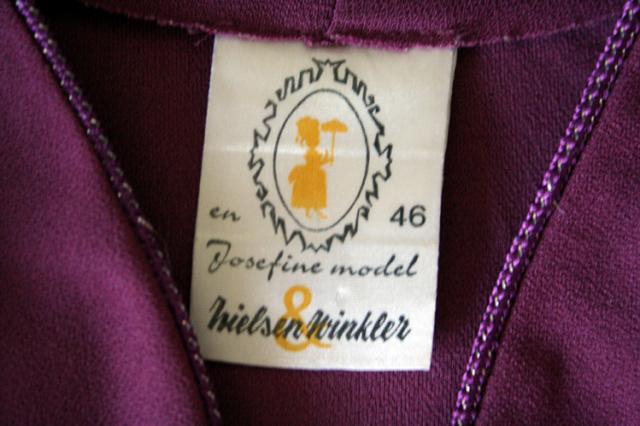 en 46
Josefine model
Nielsen & Winkler